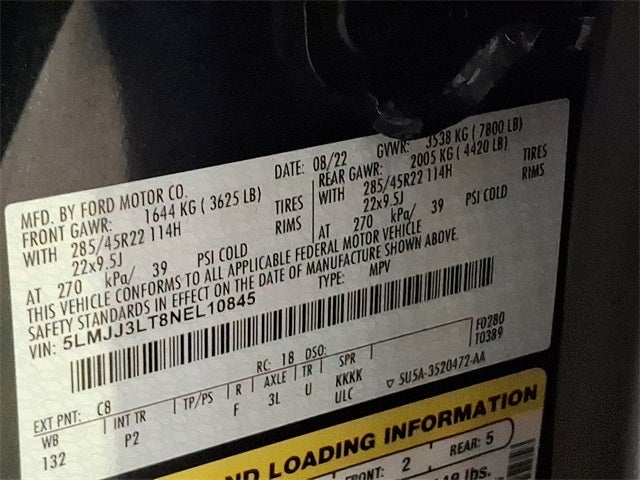 MFD. BY FORD MOTOR CO.
DATE: 08/22 GVWR: 3538 KG ( 7800 LB)
FRONT GAWR: 1644 KG ( 3625 LB)
REAR GAWR: 2005 KG ( 4420 LB)
WITH 285/45R22 114H TIRES
WITH 285/45R22 114H TIRES
22x9.5J RIMS
22x9.5J RIMS
AT 270 kPa/ 39 PSI COLD
AT 270 kPa/ 39 PSI COLD
THIS VEHICLE CONFORMS TO ALL APPLICABLE FEDERAL MOTOR VEHICLE
SAFETY STANDARDS IN EFFECT ON THE DATE OF MANUFACTURE SHOWN ABOVE.
VIN: 5LMJJ3LT8NEL10845
TYPE: MPV
F0280
T0389
EXT PNT: C8 RC: 18 DSO:
WB INT TR TP/PS R AXLE TR SPR
132 P2 F 3L U KKKK
ULC
▽ SU5A-3520472-AA
ND LOADING INFORMATION
FRONT: 2 REAR: 5
lbs.